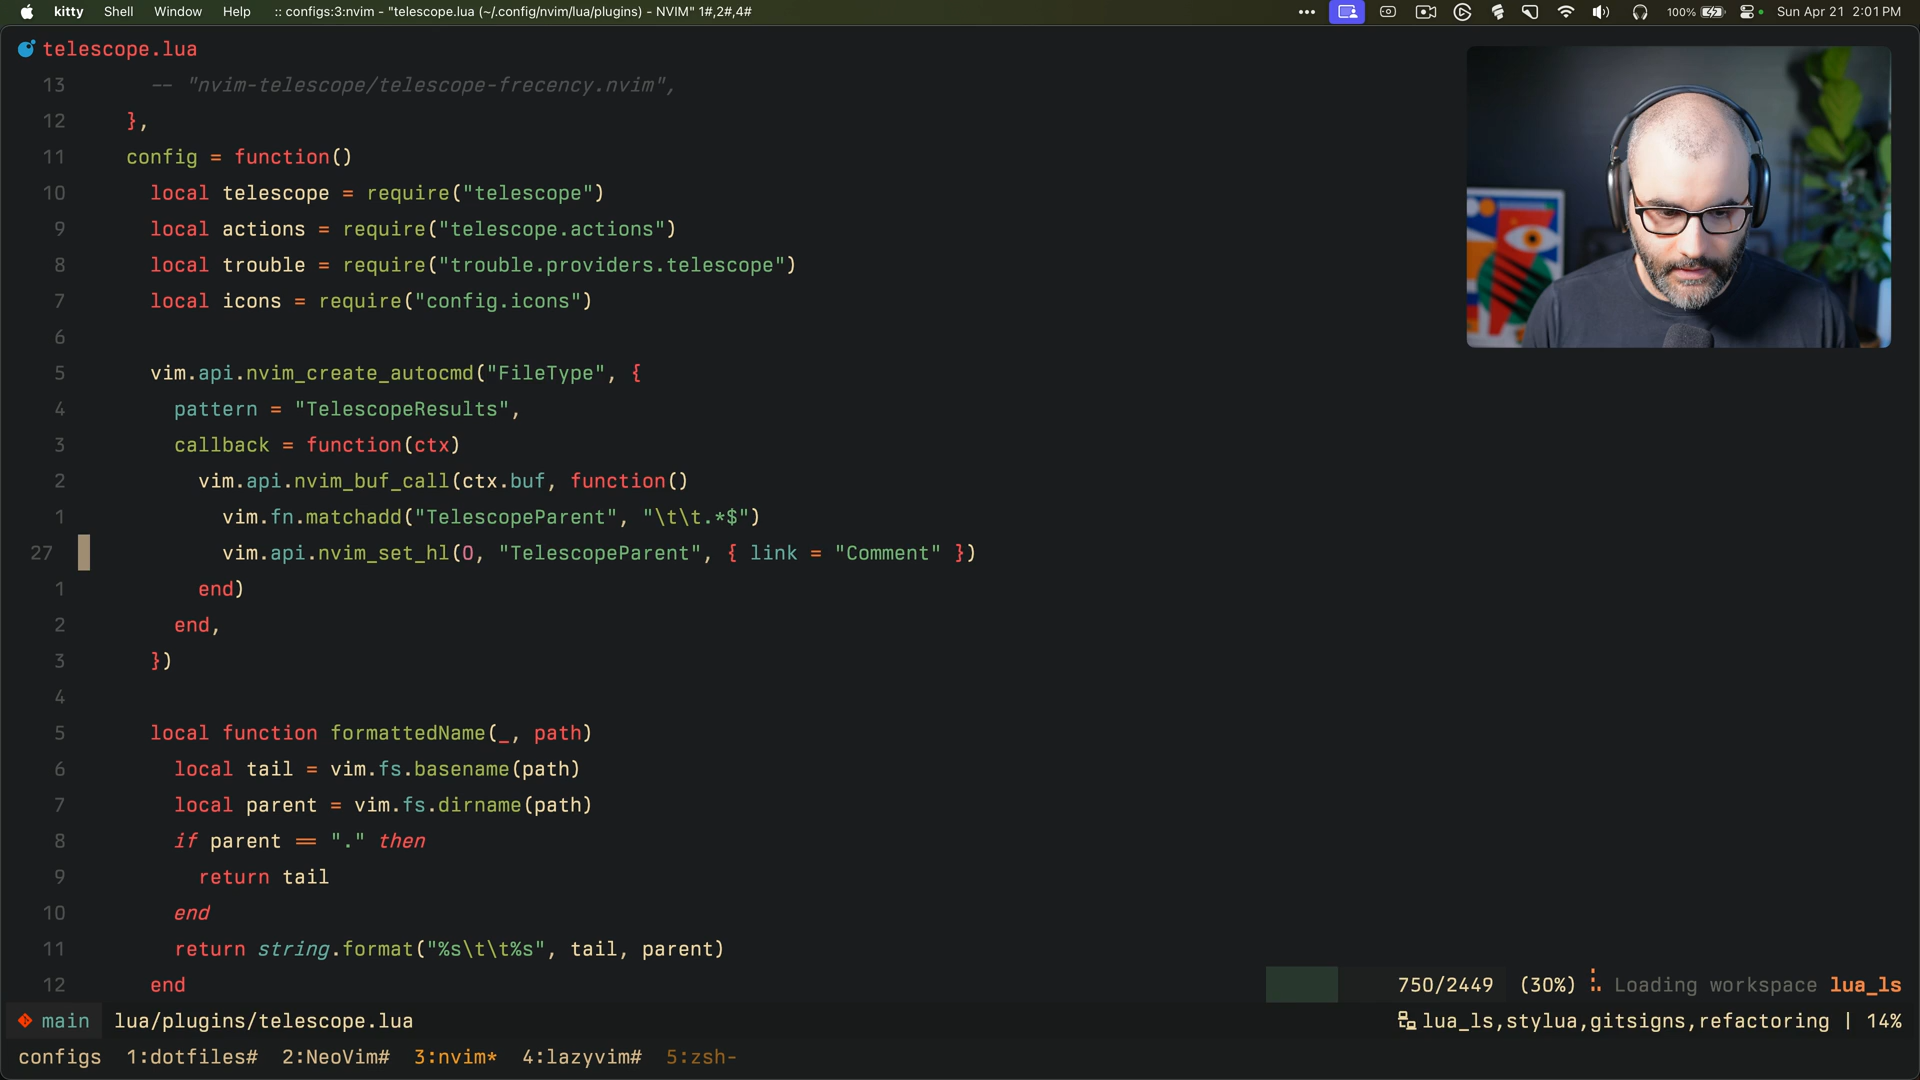 kitty Shell Window Help :: configs:3:nvim - "telescope.lua (~/.config/nvim/lua/plugins) - NVIM" 1#,2#,4# ••• 100% Sun Apr 21 2:01 PM
telescope.lua
13 -- "nvim-telescope/telescope-frecency.nvim",
12 },
11 config = function()
10 local telescope = require("telescope")
9 local actions = require("telescope.actions")
8 local trouble = require("trouble.providers.telescope")
7 local icons = require("config.icons")
6
5 vim.api.nvim_create_autocmd("FileType", {
4 pattern = "TelescopeResults",
3 callback = function(ctx)
2 vim.api.nvim_buf_call(ctx.buf, function()
1 vim.fn.matchadd("TelescopeParent", "\t\t.*$")
27 vim.api.nvim_set_hl(0, "TelescopeParent", { link = "Comment" })
1 end)
2 end,
3 })
4
5 local function formattedName(_, path)
6 local tail = vim.fs.basename(path)
7 local parent = vim.fs.dirname(path)
8 if parent == "." then
9 return tail
10 end
11 return string.format("%s\t\t%s", tail, parent)
12 end
750/2449 (30%) Loading workspace lua_ls
main lua/plugins/telescope.lua lua_ls,stylua,gitsigns,refactoring | 14%
configs 1:dotfiles# 2:NeoVim# 3:nvim* 4:lazyvim# 5:zsh-